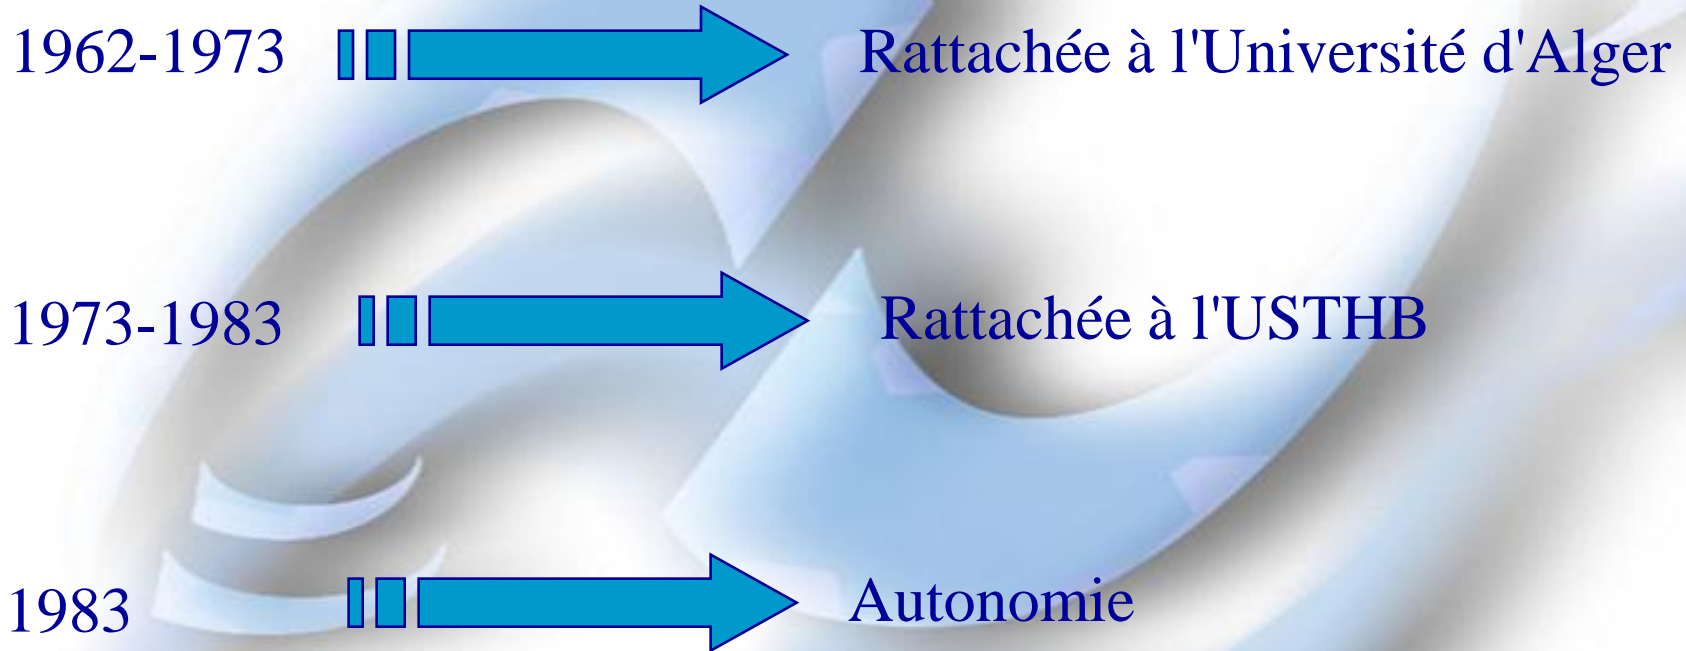 1962-1973 Rattachée à l'Université d'Alger
1973-1983 Rattachée à l'USTHB
1983 Autonomie